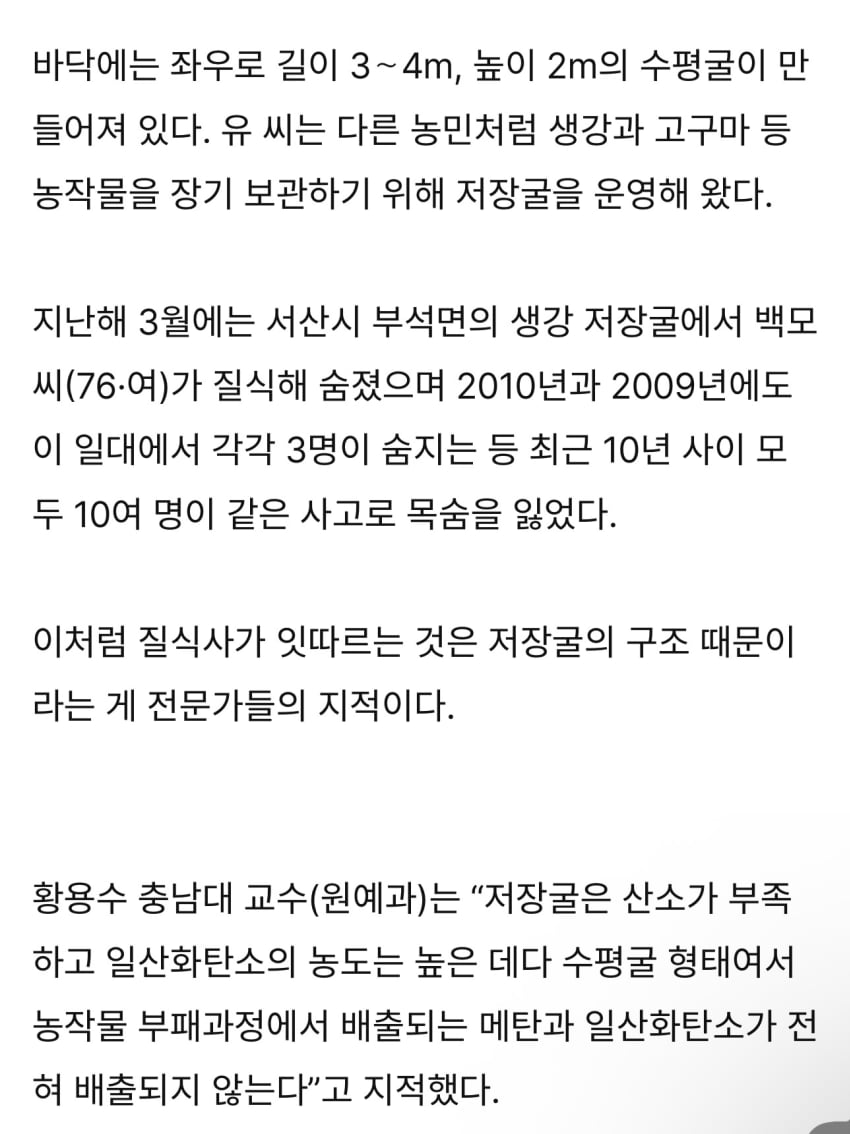 바닥에는 좌우로 길이 3～4m, 높이 2m의 수평굴이 만
들어져 있다. 유 씨는 다른 농민처럼 생강과 고구마 등
농작물을 장기 보관하기 위해 저장굴을 운영해 왔다.
지난해 3월에는 서산시 부석면의 생강 저장굴에서 백모
씨(76·여)가 질식해 숨졌으며 2010년과 2009년에도
이 일대에서 각각 3명이 숨지는 등 최근 10년 사이 모
두 10여 명이 같은 사고로 목숨을 잃었다.
이처럼 질식사가 잇따르는 것은 저장굴의 구조 때문이
라는 게 전문가들의 지적이다.
황용수 충남대 교수(원예과)는 “저장굴은 산소가 부족
하고 일산화탄소의 농도는 높은 데다 수평굴 형태여서
농작물 부패과정에서 배출되는 메탄과 일산화탄소가 전
혀 배출되지 않는다”고 지적했다.